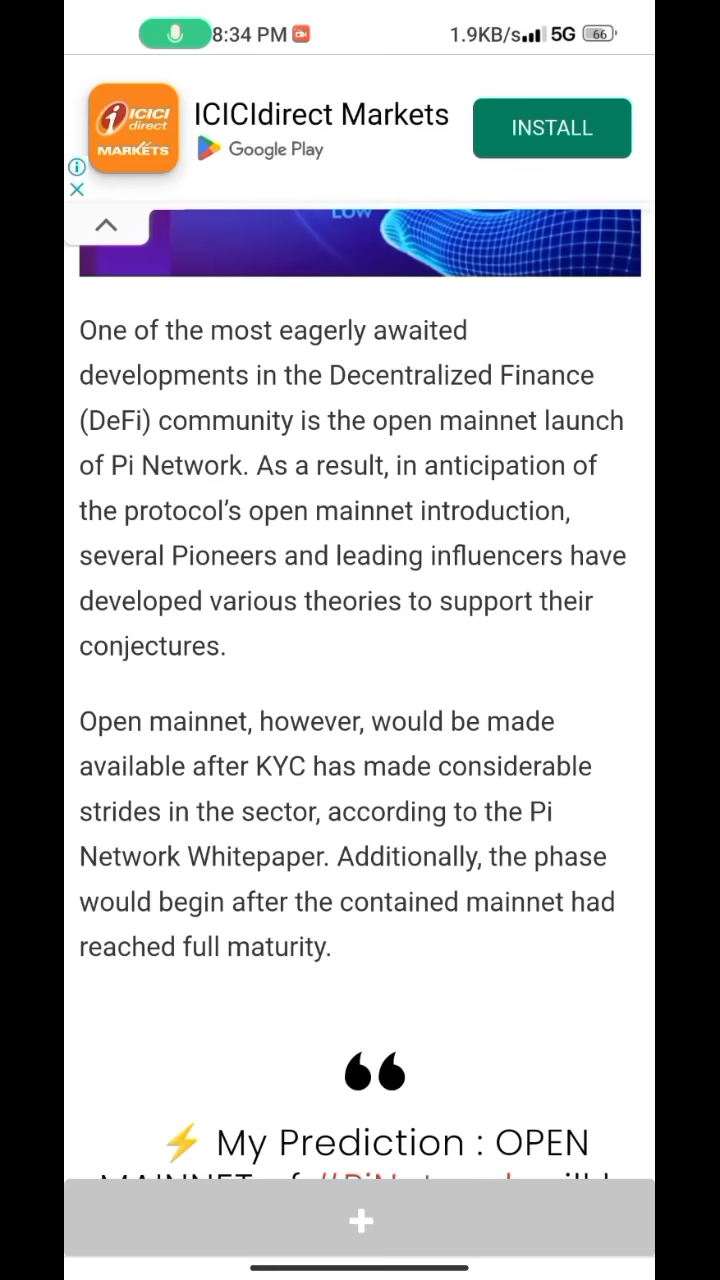 8:34 PM
1.9KB/s 5G 66
ICICI
direct
MARKETS
ICICIdirect Markets
Google Play
INSTALL
LOW
One of the most eagerly awaited
developments in the Decentralized Finance
(DeFi) community is the open mainnet launch
of Pi Network. As a result, in anticipation of
the protocol’s open mainnet introduction,
several Pioneers and leading influencers have
developed various theories to support their
conjectures.
Open mainnet, however, would be made
available after KYC has made considerable
strides in the sector, according to the Pi
Network Whitepaper. Additionally, the phase
would begin after the contained mainnet had
reached full maturity.
“
⚡ My Prediction : OPEN